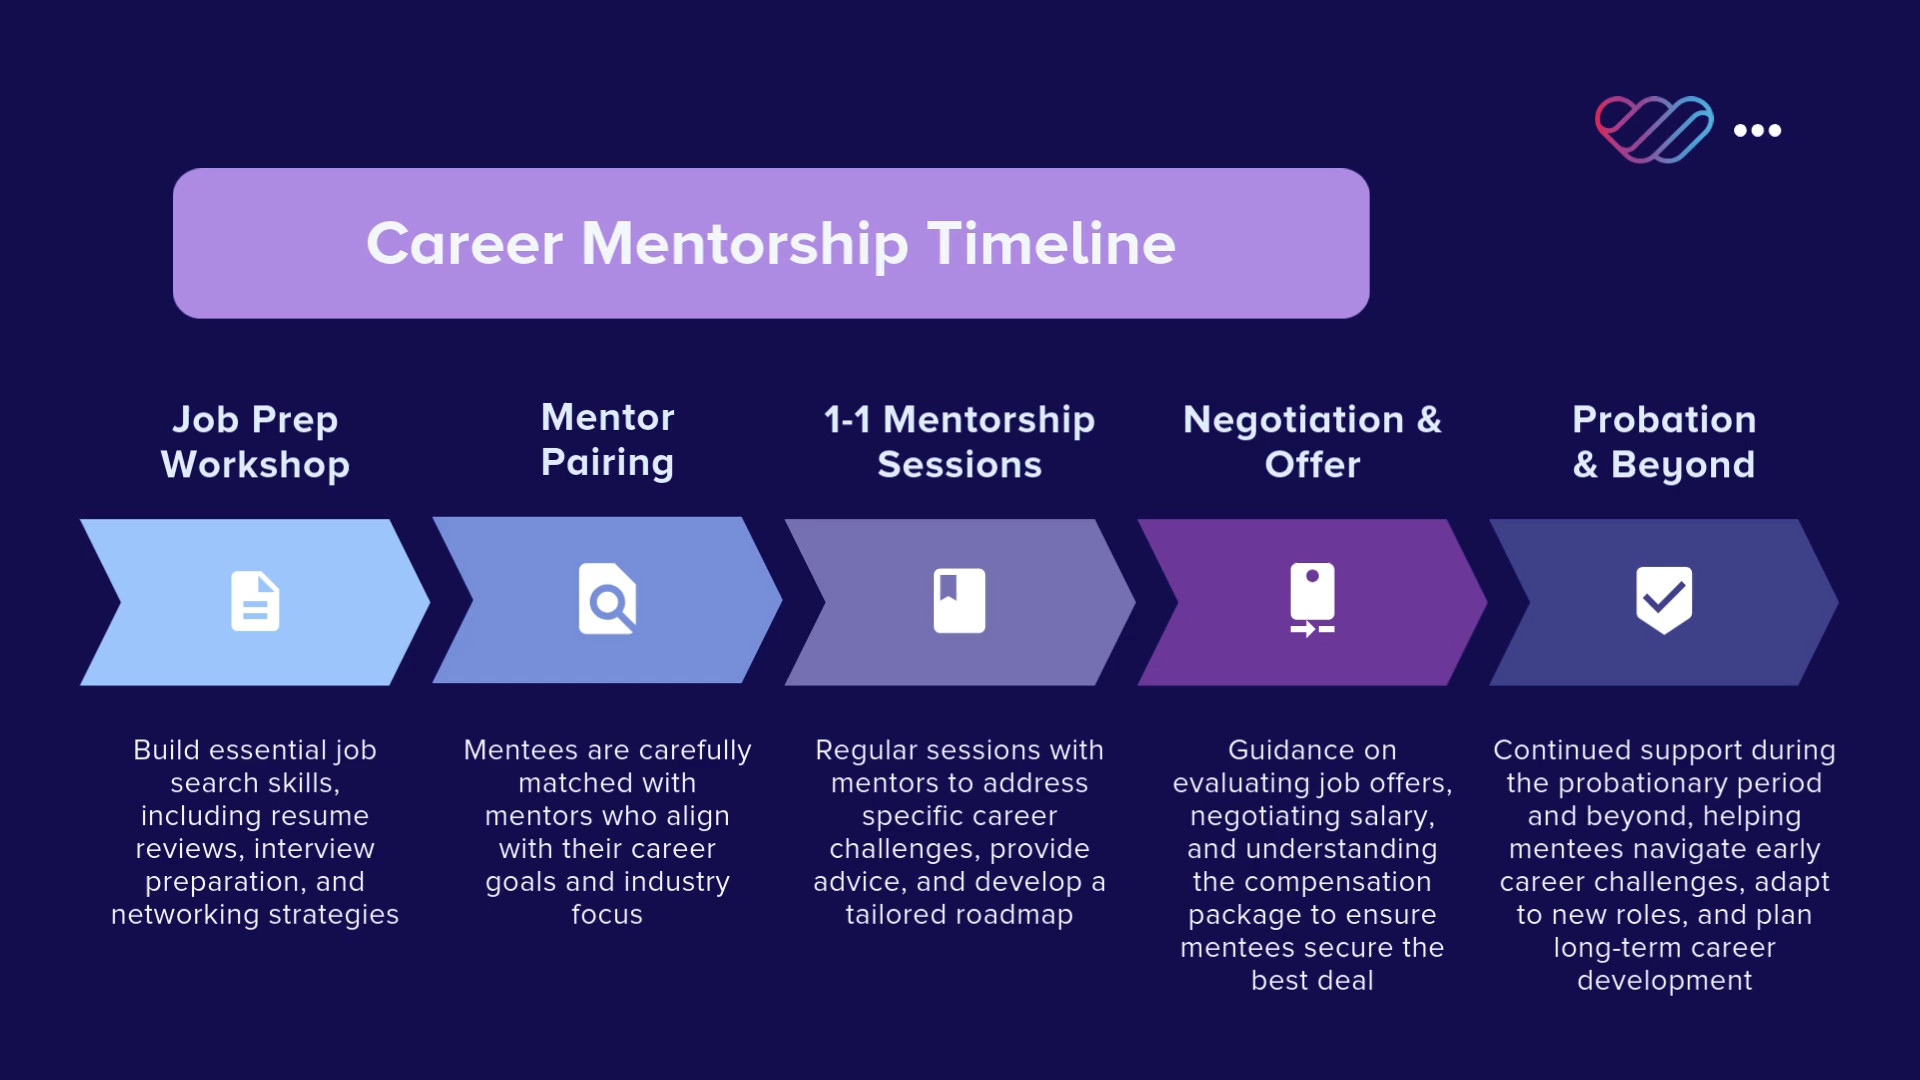 Career Mentorship Timeline
Job Prep
Workshop
Build essential job
search skills,
including resume
reviews, interview
preparation, and
networking strategies
Mentor
Pairing
Mentees are carefully
matched with
mentors who align
with their career
goals and industry
focus
1-1 Mentorship
Sessions
Regular sessions with
mentors to address
specific career
challenges, provide
advice, and develop a
tailored roadmap
Negotiation &
Offer
Guidance on
evaluating job offers,
negotiating salary,
and understanding
the compensation
package to ensure
mentees secure the
best deal
Probation
& Beyond
Continued support during
the probationary period
and beyond, helping
mentees navigate early
career challenges, adapt
to new roles, and plan
long-term career
development